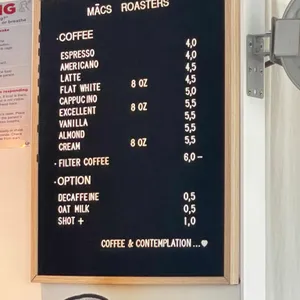 MĀCS ROASTERS
· COFFEE
ESPRESSO 4,0
AMERICANO 4,0
LATTE 4,5
FLAT WHITE 8 OZ 4,5
CAPPUCINO 5,0
EXCELLENT 8 OZ 5,5
VANILLA 5,5
ALMOND 5,5
CREAM 8 OZ 5,5
· FILTER COFFEE 6,0 –
· OPTION
DECAFFEINE 0,5
OAT MILK 0,5
SHOT + 1,0
COFFEE & CONTEMPLATION ... ♥